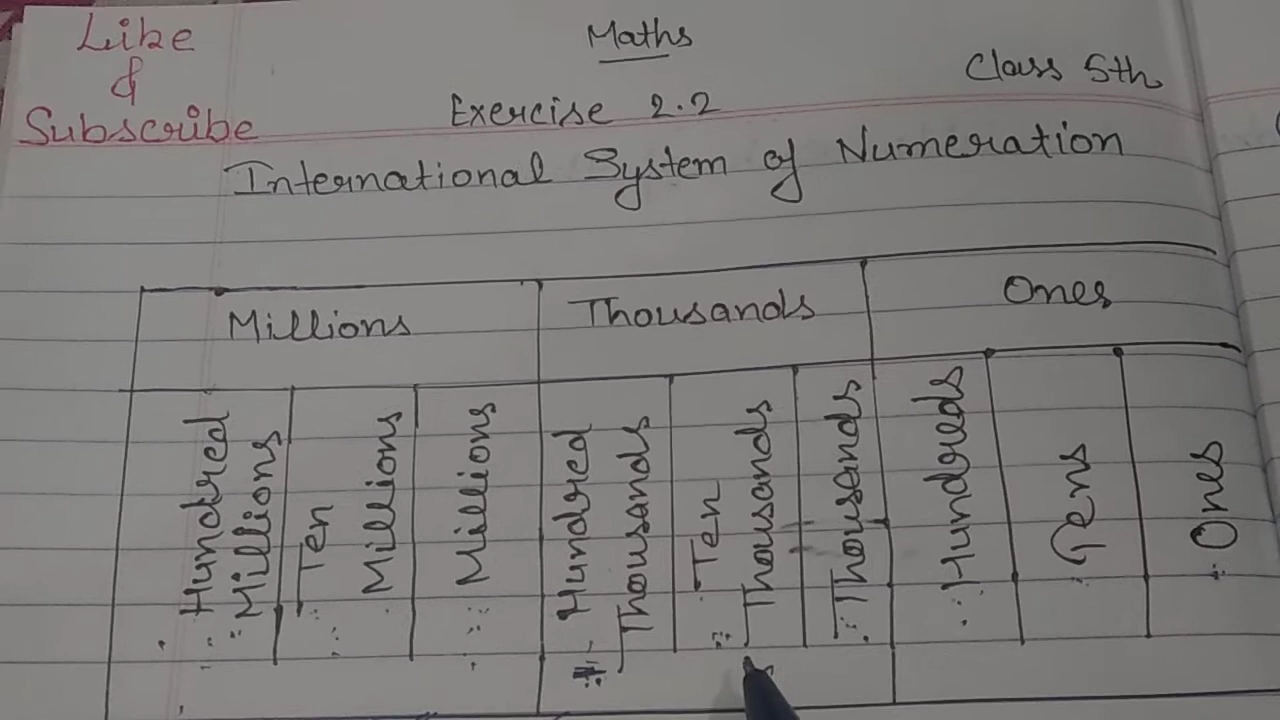 Like
&
Subscribe
Maths
Class 5th
Exercise 2.2
International System of Numeration
Millions
Thousands
Ones
Hundred
Millions
Ten
Millions
Millions
Hundred
Thousands
Ten
Thousands
Thousands
Hundreds
Tens
Ones